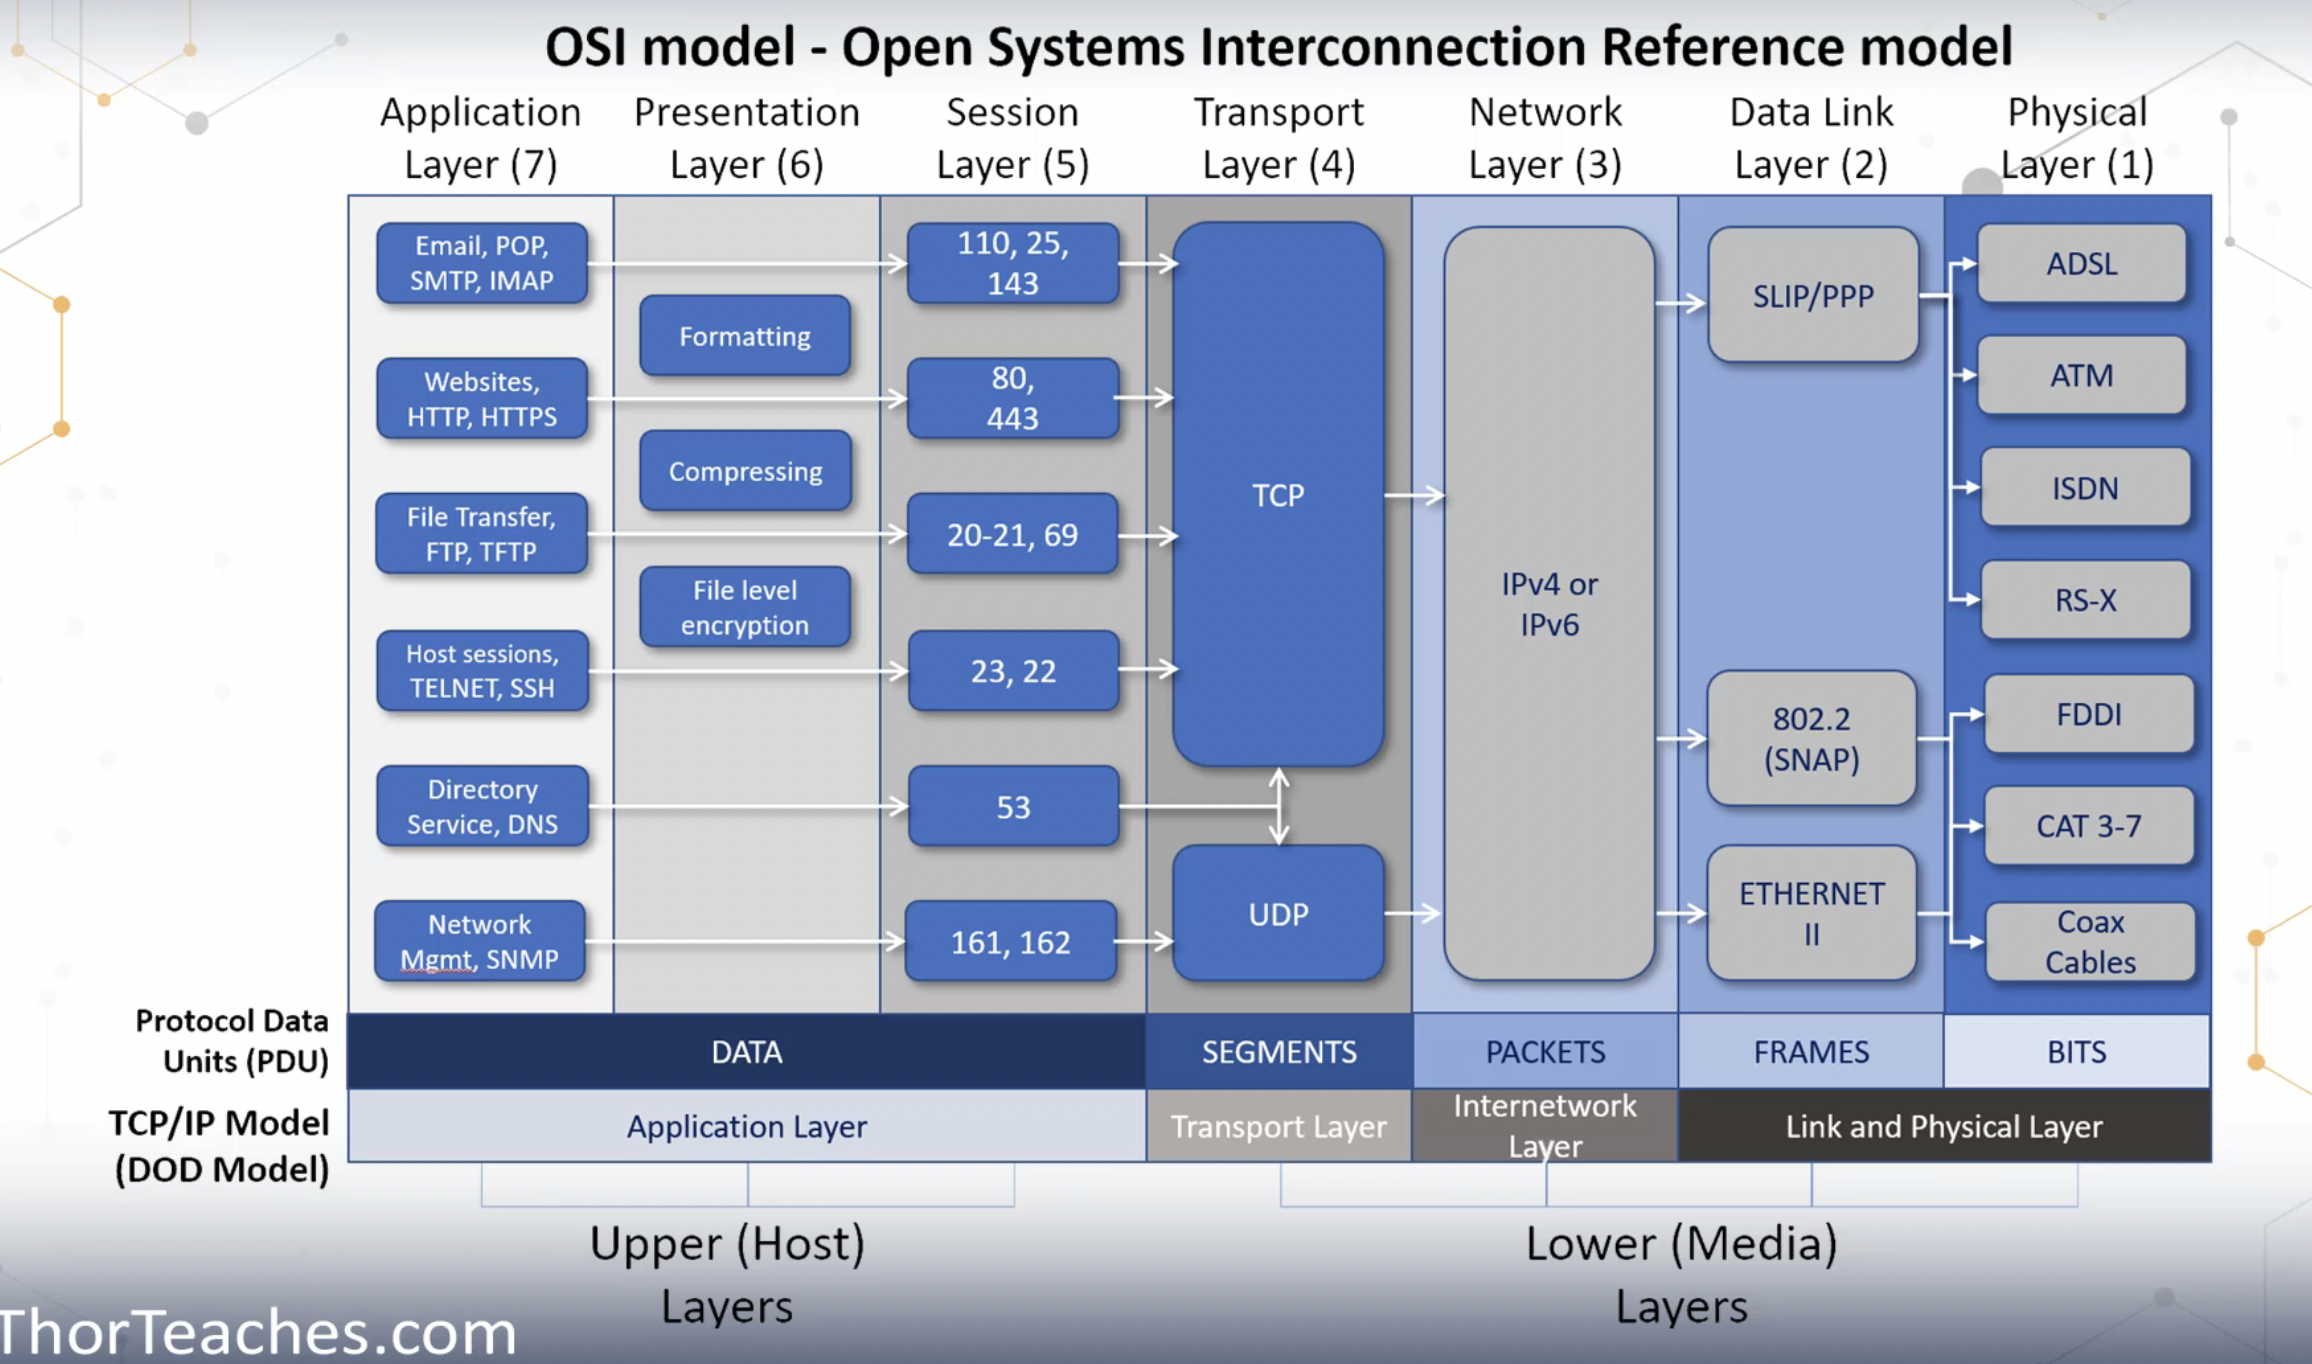 OSI model - Open Systems Interconnection Reference model
Application
Layer (7)
Presentation
Layer (6)
Session
Layer (5)
Transport
Layer (4)
Network
Layer (3)
Data Link
Layer (2)
Physical
Layer (1)
Email, POP,
SMTP, IMAP
Websites,
HTTP, HTTPS
File Transfer,
FTP, TFTP
Host sessions,
TELNET, SSH
Directory
Service, DNS
Network
Mgmt, SNMP
Formatting
Compressing
File level
encryption
110, 25,
143
80,
443
20-21, 69
23, 22
53
161, 162
TCP
UDP
IPv4 or
IPv6
SLIP/PPP
802.2
(SNAP)
ETHERNET
II
ADSL
ATM
ISDN
RS-X
FDDI
CAT 3-7
Coax
Cables
Protocol Data
Units (PDU)
DATA
SEGMENTS
PACKETS
FRAMES
BITS
TCP/IP Model
(DOD Model)
Application Layer
Transport Layer
Internetwork
Layer
Link and Physical Layer
Upper (Host)
Layers
Lower (Media)
Layers
ThorTeaches.com